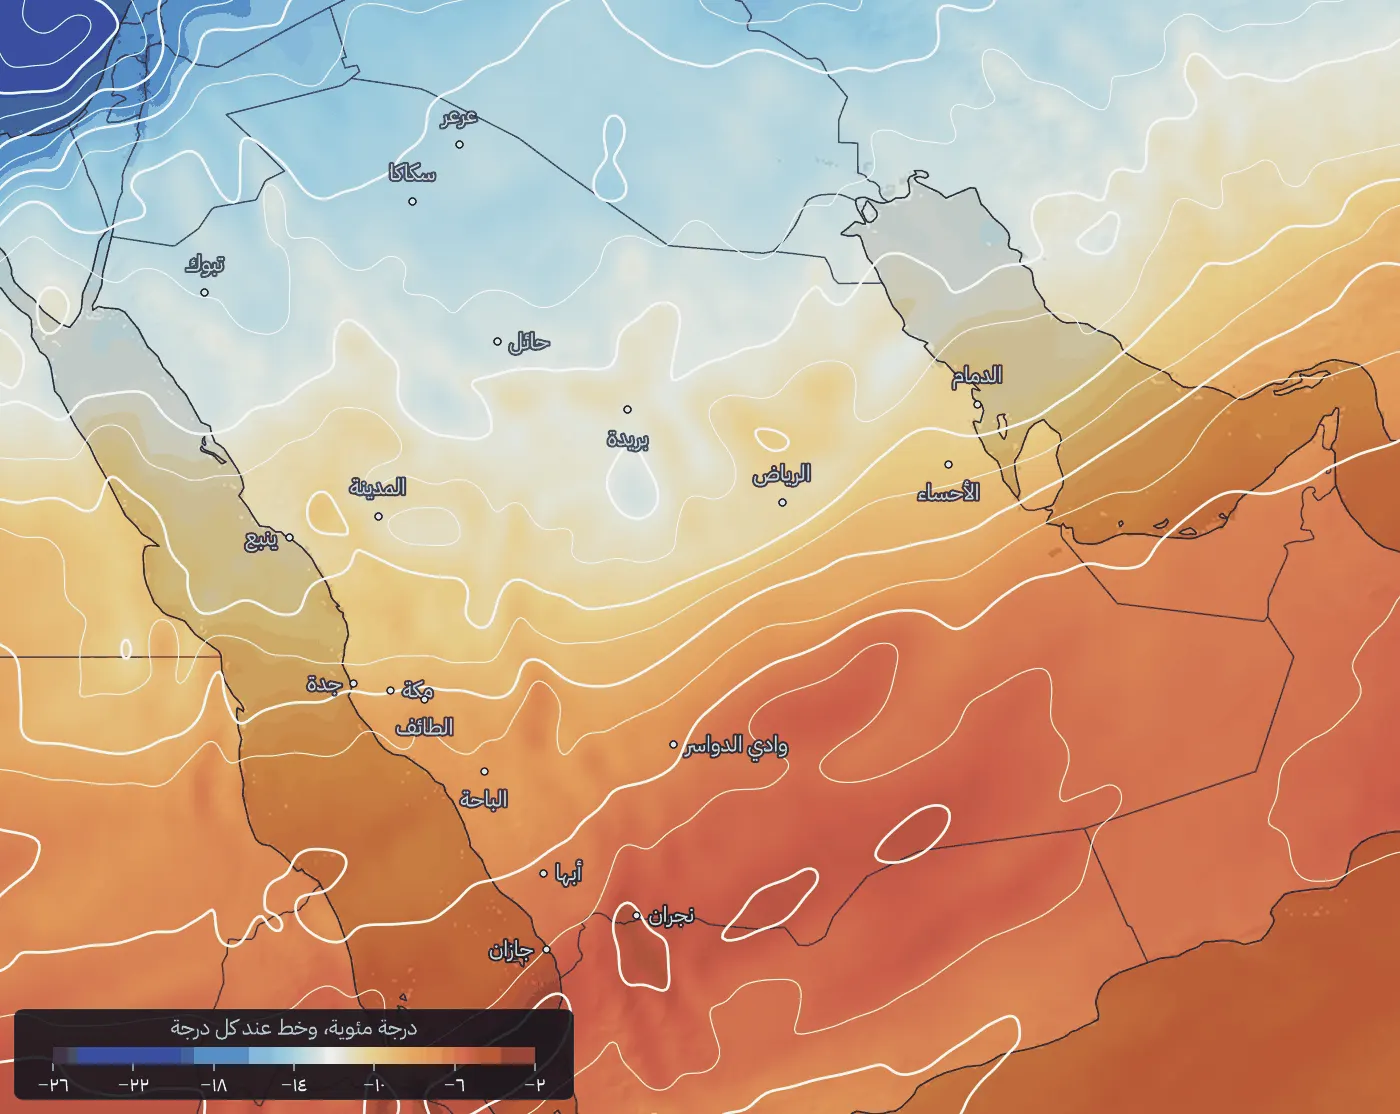 عرعر
سكاكا
تبوك
حائل
الدمام
بريدة
الرياض
المدينة
الأحساء
ينبع
جدة
مكة
الطائف
وادي الدواسر
الباحة
أبها
نجران
جازان
درجة مئوية، وخط عند كل درجة
−٢٦ −٢٢ −١٨ −١٤ −١٠ −٦ −٢